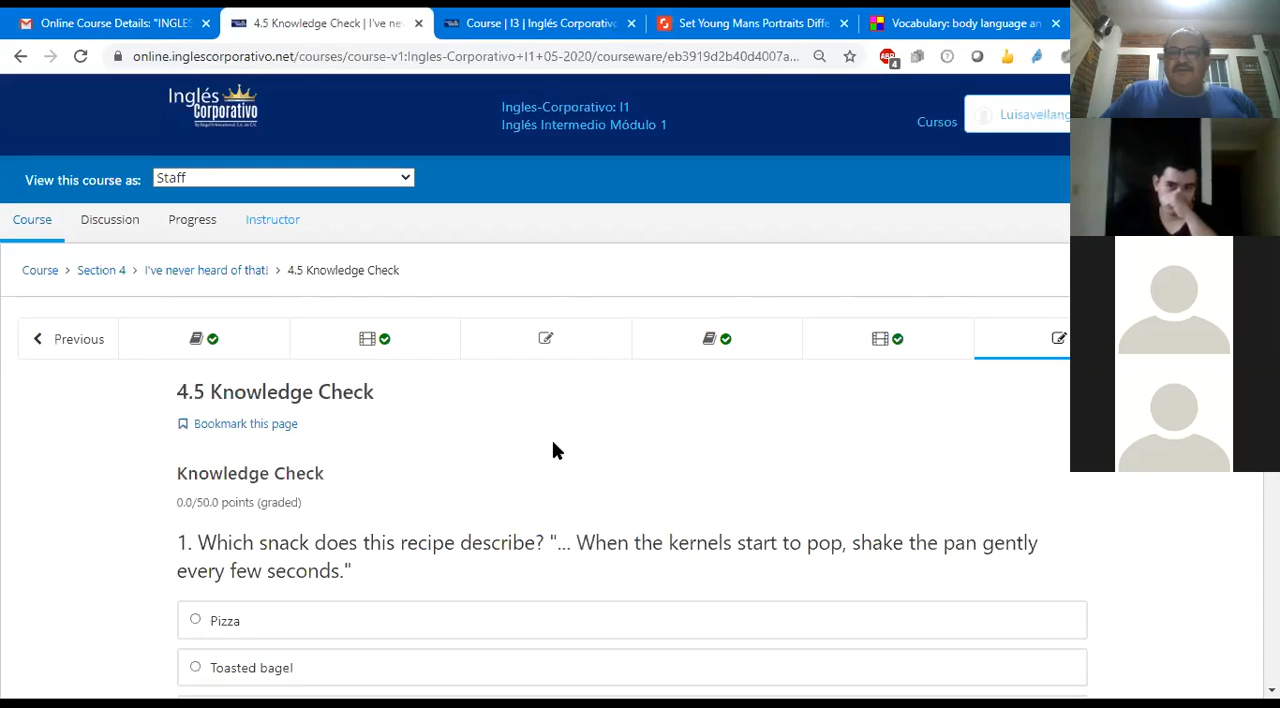 Online Course Details: "INGLES
4.5 Knowledge Check | I've ne
Course | I3 | Inglés Corporativo
Set Young Mans Portraits Diffe
Vocabulary: body language an
online.inglescorporativo.net/courses/course-v1:Ingles-Corporativo+I1+05-2020/courseware/eb3919d2b40d4007a...
4
Inglés
Corporativo
Ingles-Corporativo: I1
Inglés Intermedio Módulo 1
Cursos
Luisavellang
View this course as:
Staff
Course
Discussion
Progress
Instructor
Course > Section 4 > I've never heard of that! > 4.5 Knowledge Check
Previous
4.5 Knowledge Check
Bookmark this page
Knowledge Check
0.0/50.0 points (graded)
1. Which snack does this recipe describe? "... When the kernels start to pop, shake the pan gently
every few seconds."
Pizza
Toasted bagel